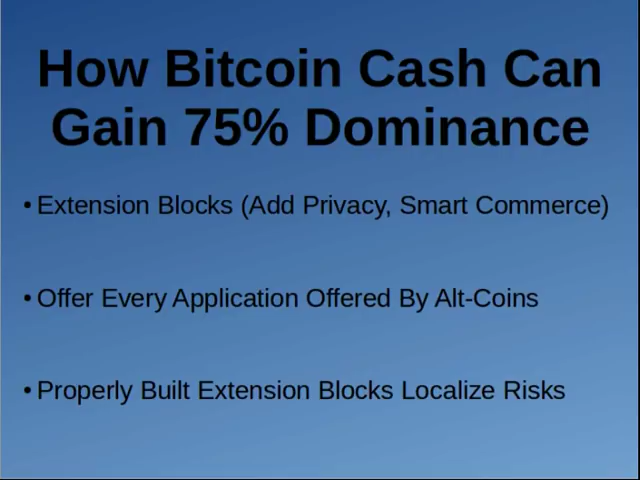 How Bitcoin Cash Can
Gain 75% Dominance
• Extension Blocks (Add Privacy, Smart Commerce)
• Offer Every Application Offered By Alt-Coins
• Properly Built Extension Blocks Localize Risks